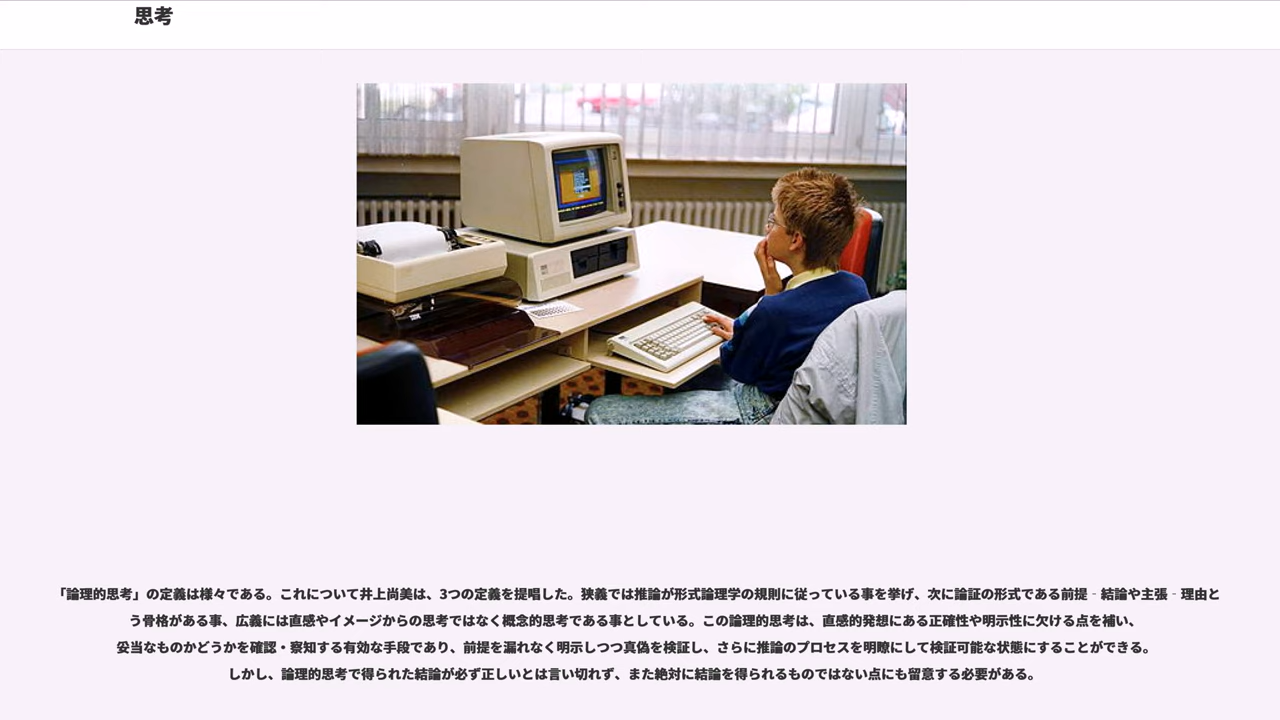 思考
「論理的思考」の定義は様々である。これについて井上尚美は、3つの定義を提唱した。狭義では推論が形式論理学の規則に従っている事を挙げ、次に論証の形式である前提‐結論や主張‐理由と
う骨格がある事、広義には直感やイメージからの思考ではなく概念的思考である事としている。この論理的思考は、直感的発想にある正確性や明示性に欠ける点を補い、
妥当なものかどうかを確認・察知する有効な手段であり、前提を漏れなく明示しつつ真偽を検証し、さらに推論のプロセスを明瞭にして検証可能な状態にすることができる。
しかし、論理的思考で得られた結論が必ず正しいとは言い切れず、また絶対に結論を得られるものではない点にも留意する必要がある。